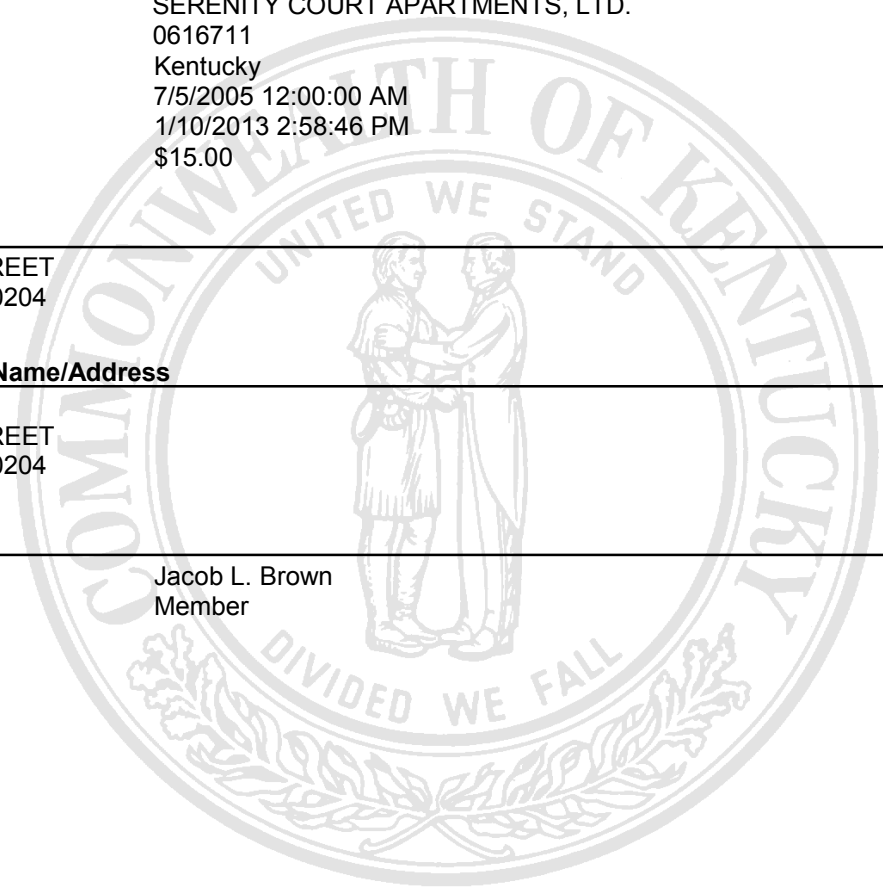 SERENITY COURT APARTMENTS, LTD.
0616711
Kentucky
7/5/2005 12:00:00 AM
1/10/2013 2:58:46 PM
$15.00
COMMONWEALTH OF KENTUCKY
UNITED WE STAND
REET
0204
Name/Address
REET
0204
Jacob L. Brown
Member
DIVIDED WE FALL